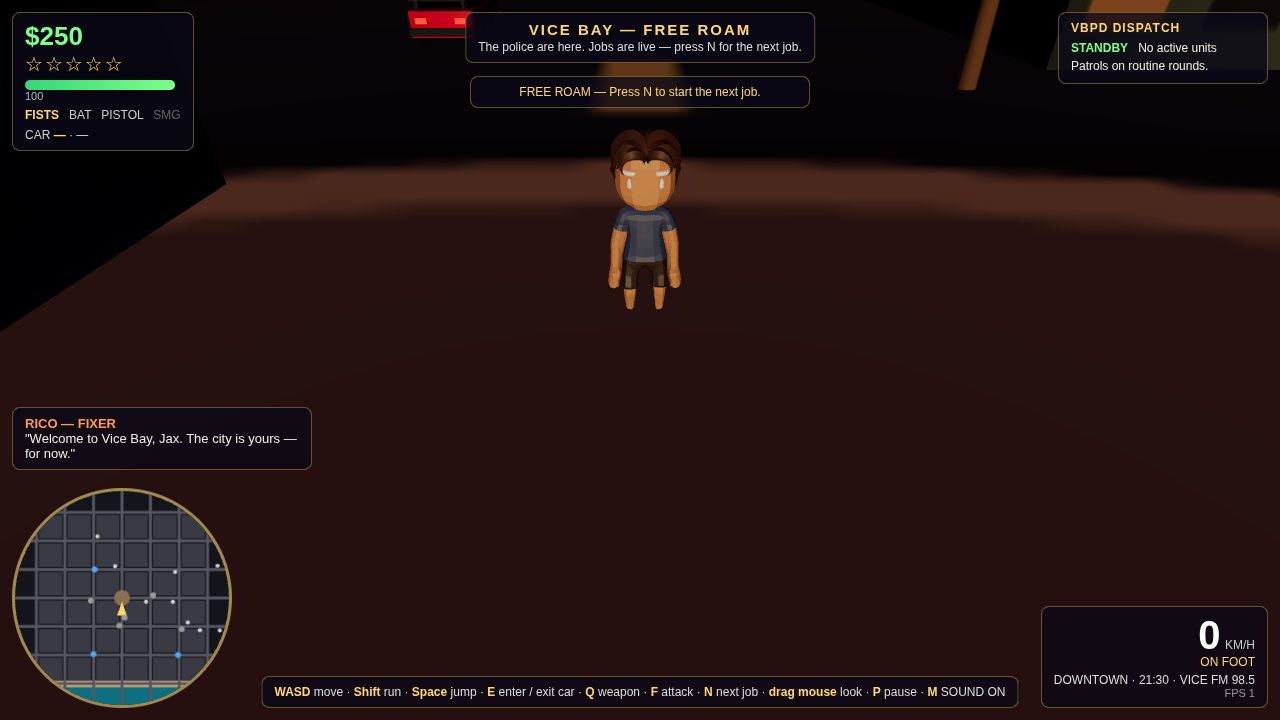 $250
☆☆☆☆☆
100
FISTS BAT PISTOL SMG
CAR — · —
VICE BAY — FREE ROAM
The police are here. Jobs are live — press N for the next job.
FREE ROAM — Press N to start the next job.
VBPD DISPATCH
STANDBY No active units
Patrols on routine rounds.
RICO — FIXER
"Welcome to Vice Bay, Jax. The city is yours —
for now."
WASD move · Shift run · Space jump · E enter / exit car · Q weapon · F attack · N next job · drag mouse look · P pause · M SOUND ON
0 KM/H
ON FOOT
DOWNTOWN · 21:30 · VICE FM 98.5
FPS 1